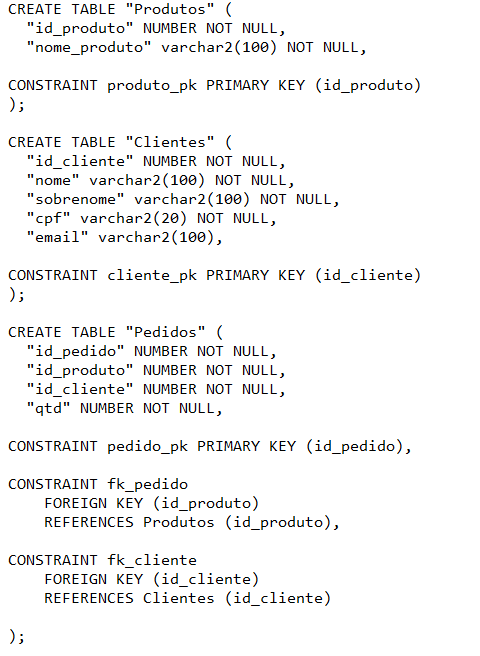 CREATE TABLE "Produtos" (
  "id_produto" NUMBER NOT NULL,
  "nome_produto" varchar2(100) NOT NULL,

CONSTRAINT produto_pk PRIMARY KEY (id_produto)
);

CREATE TABLE "Clientes" (
  "id_cliente" NUMBER NOT NULL,
  "nome" varchar2(100) NOT NULL,
  "sobrenome" varchar2(100) NOT NULL,
  "cpf" varchar2(20) NOT NULL,
  "email" varchar2(100),

CONSTRAINT cliente_pk PRIMARY KEY (id_cliente)
);

CREATE TABLE "Pedidos" (
  "id_pedido" NUMBER NOT NULL,
  "id_produto" NUMBER NOT NULL,
  "id_cliente" NUMBER NOT NULL,
  "qtd" NUMBER NOT NULL,

CONSTRAINT pedido_pk PRIMARY KEY (id_pedido),

CONSTRAINT fk_pedido
    FOREIGN KEY (id_produto)
    REFERENCES Produtos (id_produto),

CONSTRAINT fk_cliente
    FOREIGN KEY (id_cliente)
    REFERENCES Clientes (id_cliente)

);